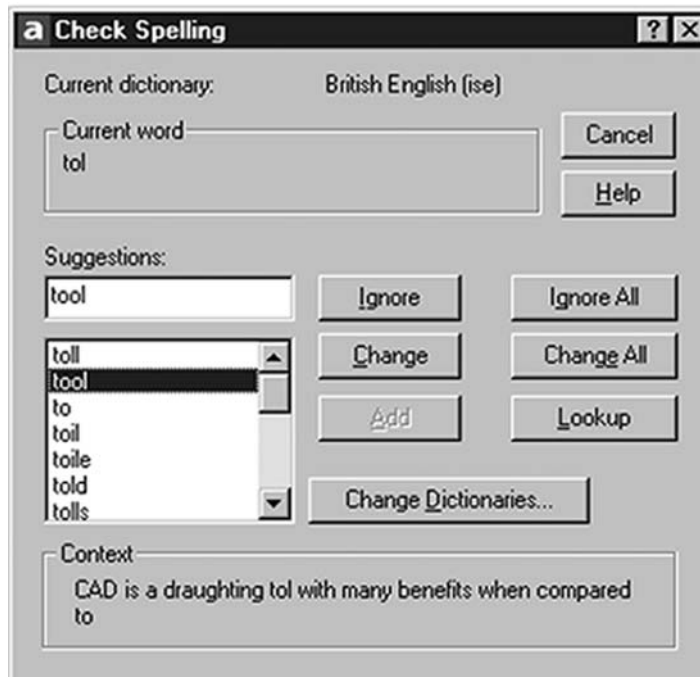 a Check Spelling ? X
Current dictionary: British English (ise)
Current word
tol
Cancel
Help
Suggestions:
tool
Ignore
Ignore All
toll
tool
to
toil
toile
told
tolls
Change
Change All
Add
Lookup
Change Dictionaries...
Context
CAD is a draughting tol with many benefits when compared
to